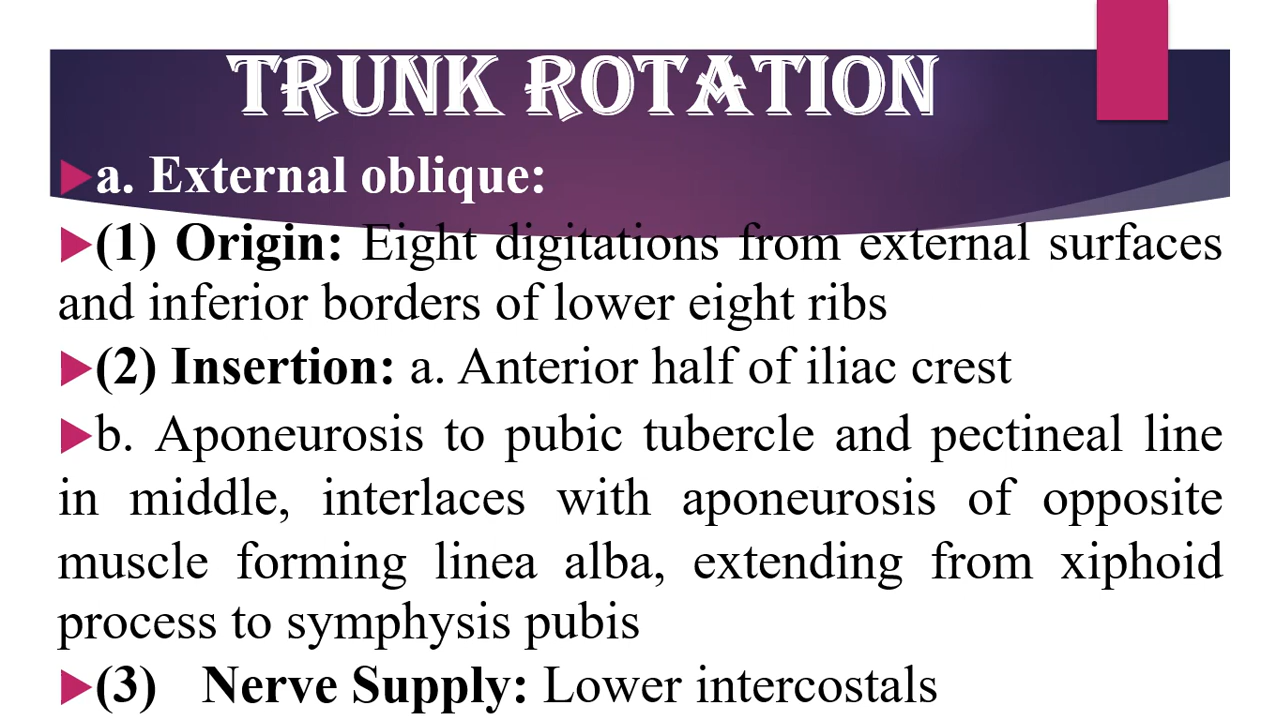 TRUNK ROTATION
a. External oblique:
(1) Origin: Eight digitations from external surfaces
and inferior borders of lower eight ribs
(2) Insertion: a. Anterior half of iliac crest
b. Aponeurosis to pubic tubercle and pectineal line
in middle, interlaces with aponeurosis of opposite
muscle forming linea alba, extending from xiphoid
process to symphysis pubis
(3) Nerve Supply: Lower intercostals